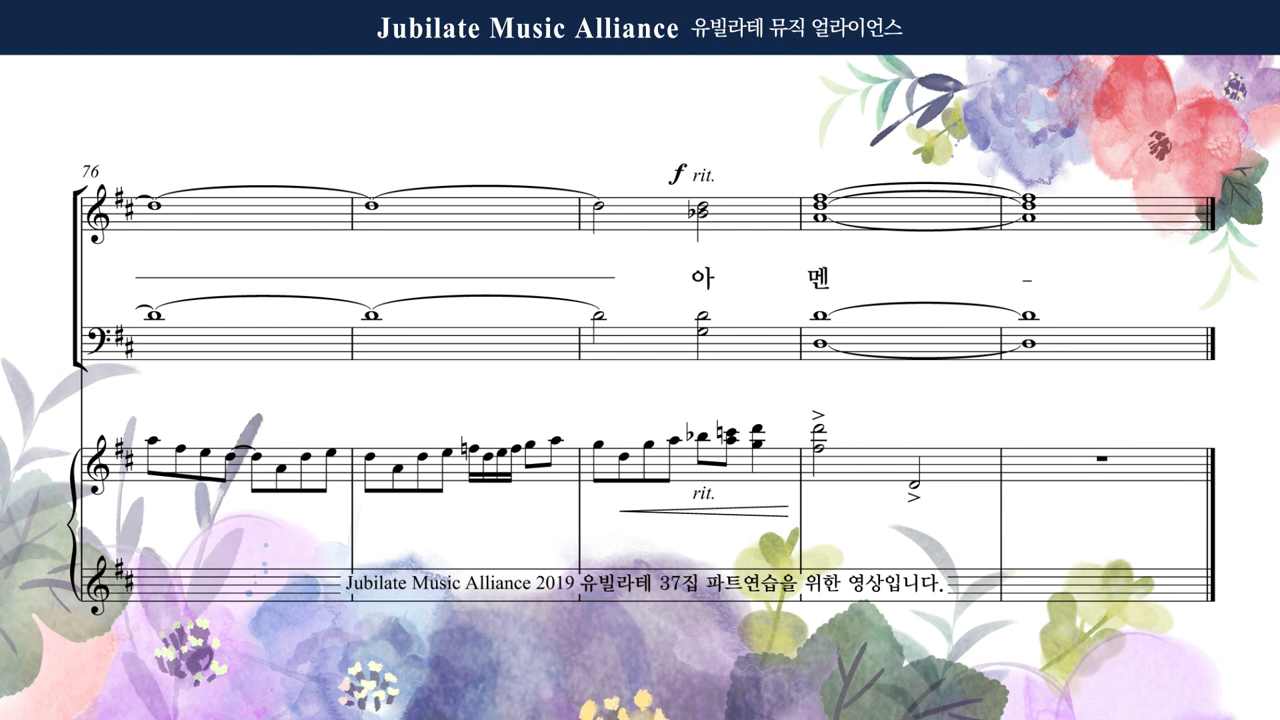 Jubilate Music Alliance 유빌라테 뮤직 얼라이언스
76
f rit.
아 멘 -
rit.
Jubilate Music Alliance 2019 유빌라테 37집 파트연습을 위한 영상입니다.